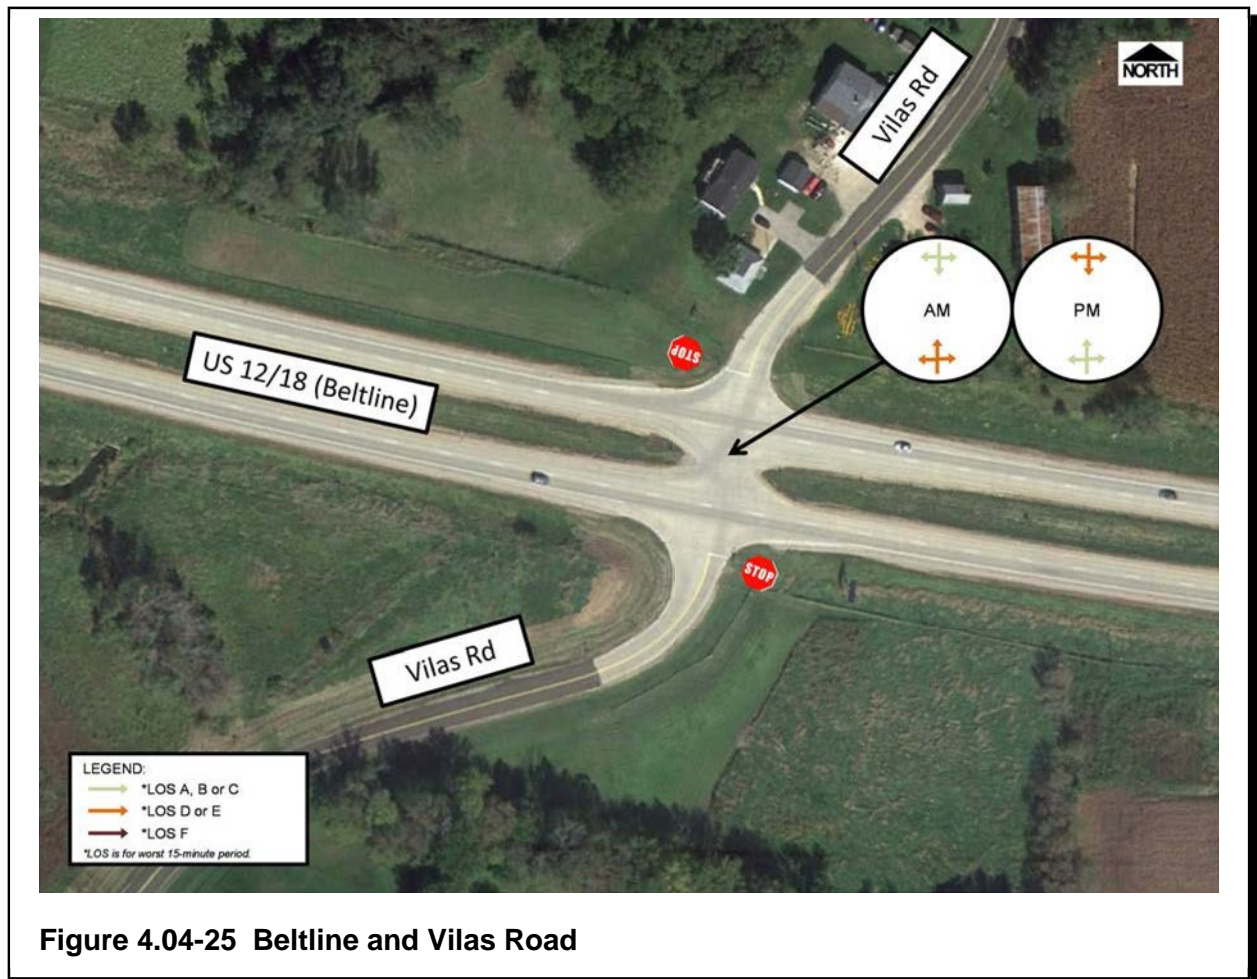 NORTH
Vilas Rd
STOP
AM
PM
US 12/18 (Beltline)
STOP
Vilas Rd
LEGEND:
*LOS A, B or C
*LOS D or E
*LOS F
*LOS is for worst 15-minute period.
Figure 4.04-25 Beltline and Vilas Road